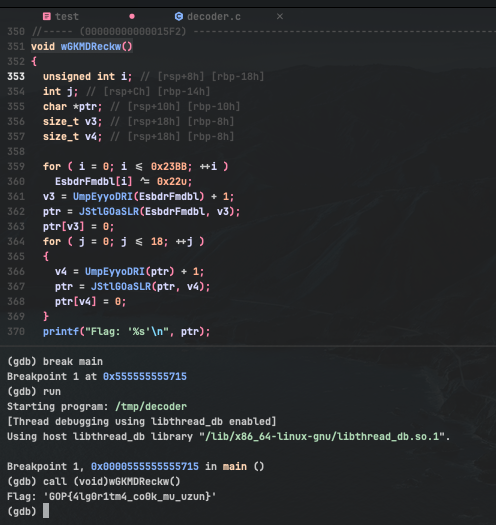 test
decoder.c ×
350 //----- (00000000000015F2) ----------------------------------------------------
351 void wGKMDReckw()
352 {
353   unsigned int i; // [rsp+8h] [rbp-18h]
354   int j; // [rsp+Ch] [rbp-14h]
355   char *ptr; // [rsp+10h] [rbp-10h]
356   size_t v3; // [rsp+18h] [rbp-8h]
357   size_t v4; // [rsp+18h] [rbp-8h]
358
359   for ( i = 0; i <= 0x23BB; ++i )
360     EsbdrFmdbl[i] ^= 0x22u;
361   v3 = UmpEyyoDRI(EsbdrFmdbl) + 1;
362   ptr = JStlGOaSLR(EsbdrFmdbl, v3);
363   ptr[v3] = 0;
364   for ( j = 0; j <= 18; ++j )
365   {
366     v4 = UmpEyyoDRI(ptr) + 1;
367     ptr = JStlGOaSLR(ptr, v4);
368     ptr[v4] = 0;
369   }
370   printf("Flag: '%s'\n", ptr);
(gdb) break main
Breakpoint 1 at 0x555555555715
(gdb) run
Starting program: /tmp/decoder
[Thread debugging using libthread_db enabled]
Using host libthread_db library "/lib/x86_64-linux-gnu/libthread_db.so.1".

Breakpoint 1, 0x0000555555555715 in main ()
(gdb) call (void)wGKMDReckw()
Flag: 'GOP{4lg0r1tm4_co0k_mu_uzun}'
(gdb)